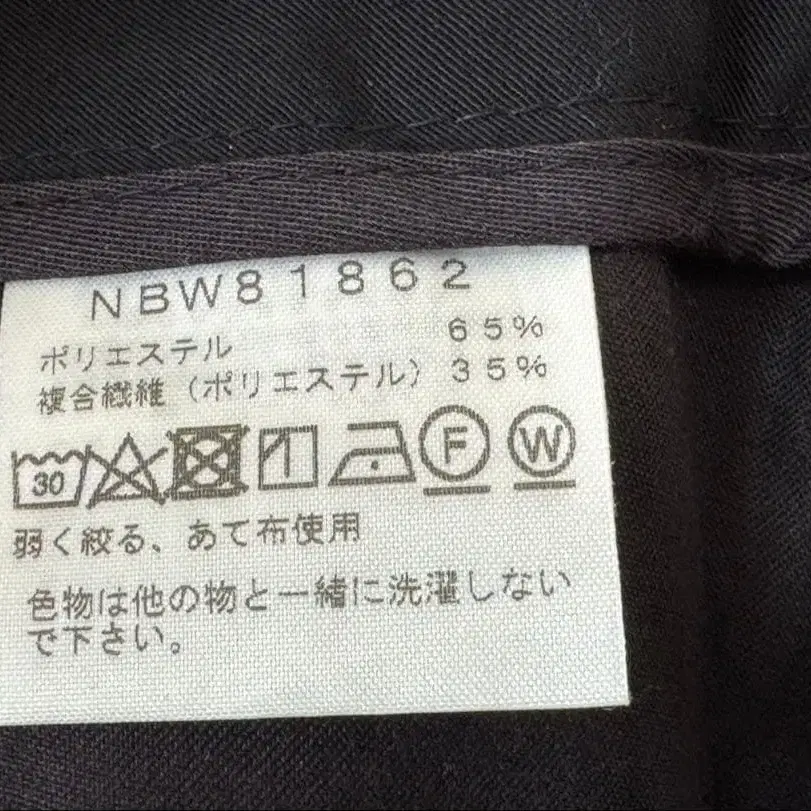 NBW81862
ポリエステル 65%
複合繊維（ポリエステル）35%
30 F W
弱く絞る、あて布使用
色物は他の物と一緒に洗濯しない
で下さい。